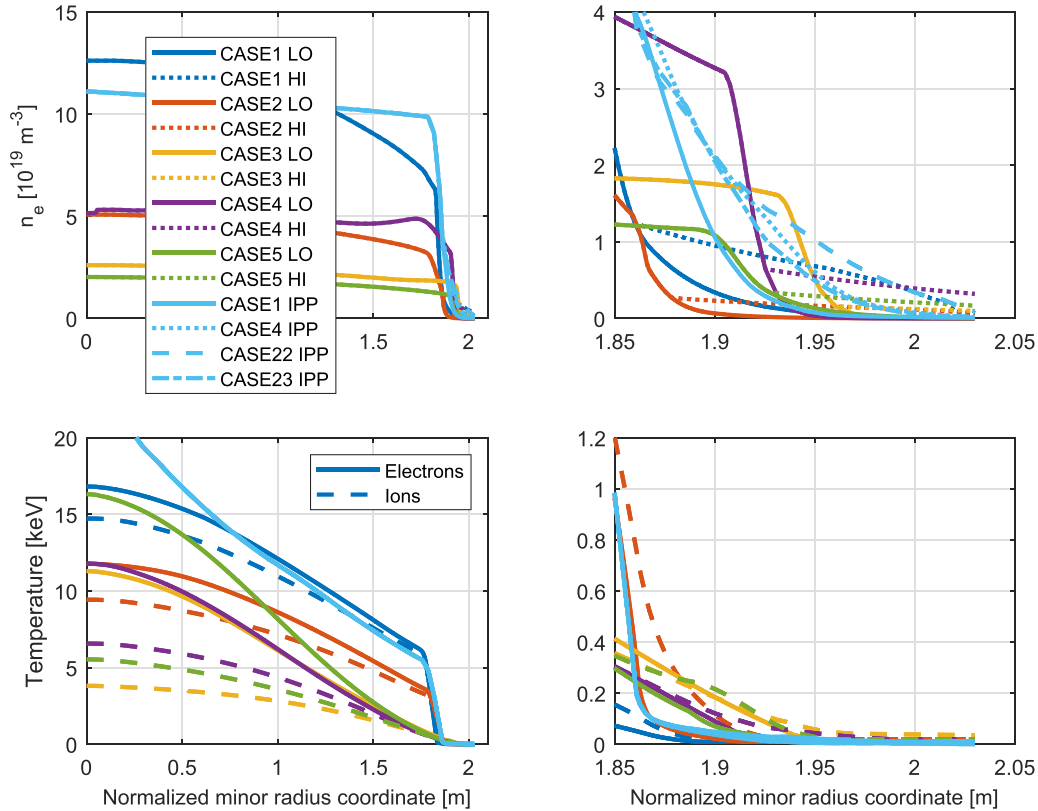 15
10
5
0
n_e [10^19 m^-3]
0
1.5
2
CASE1 LO
CASE1 HI
CASE2 LO
CASE2 HI
CASE3 LO
CASE3 HI
CASE4 LO
CASE4 HI
CASE5 LO
CASE5 HI
CASE1 IPP
CASE4 IPP
CASE22 IPP
CASE23 IPP
4
3
2
1
0
1.85
1.9
1.95
2
2.05
20
15
10
5
0
Temperature [keV]
Electrons
Ions
0
0.5
1
1.5
2
Normalized minor radius coordinate [m]
1.2
1
0.8
0.6
0.4
0.2
0
1.85
1.9
1.95
2
2.05
Normalized minor radius coordinate [m]